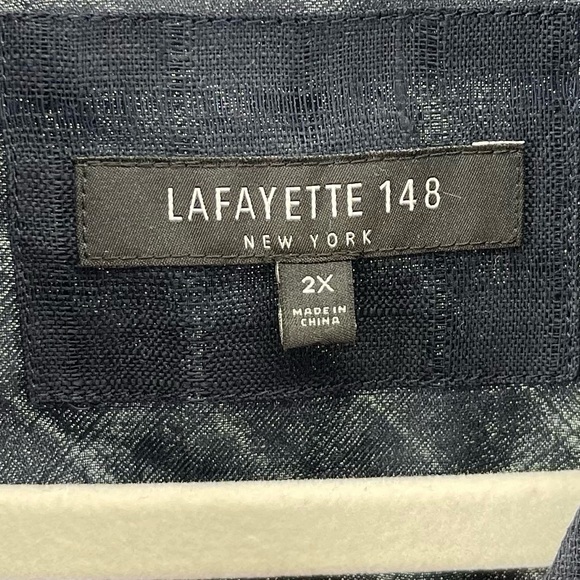 LAFAYETTE 148
NEW YORK
2X
MADE IN
CHINA